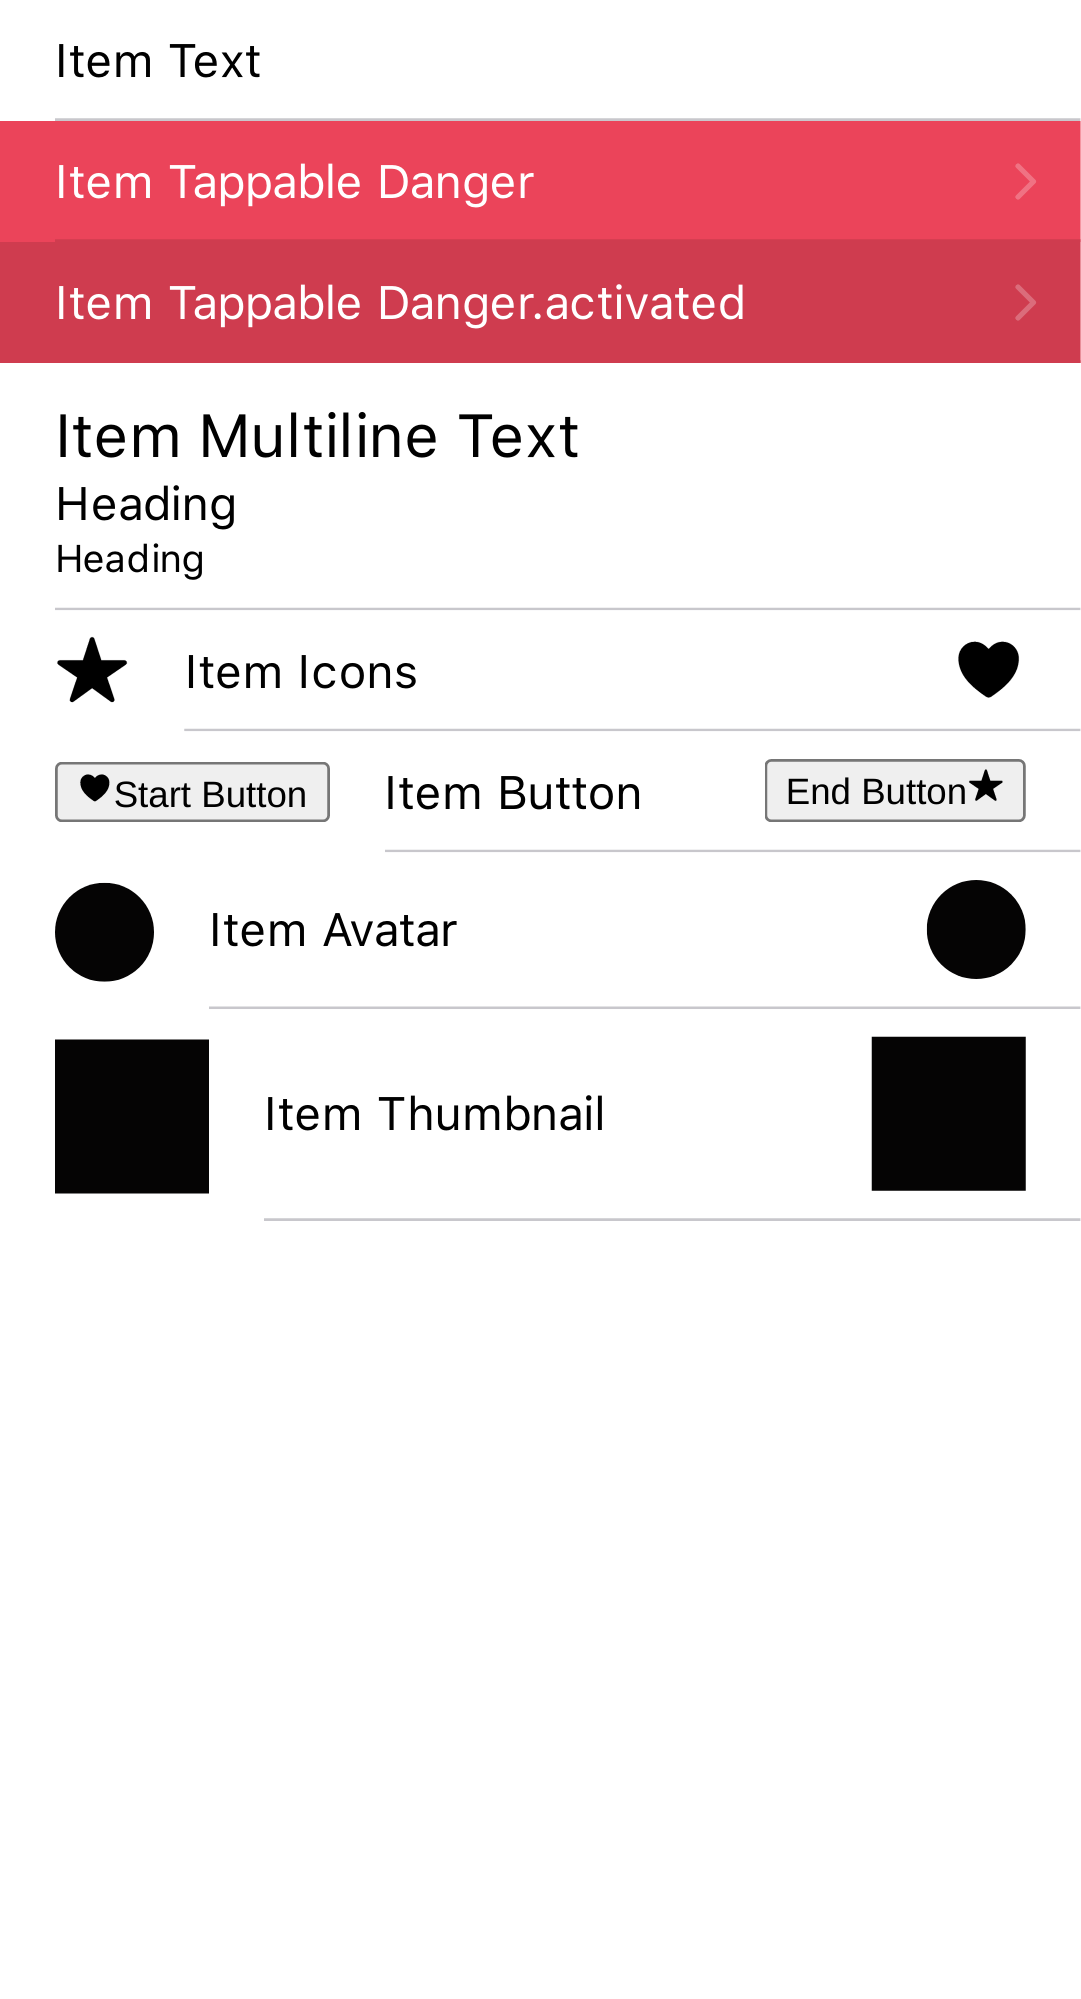 Item Text
Item Tappable Danger
Item Tappable Danger.activated
Item Multiline Text
Heading
Heading
Item Icons
Start Button Item Button End Button
Item Avatar
Item Thumbnail